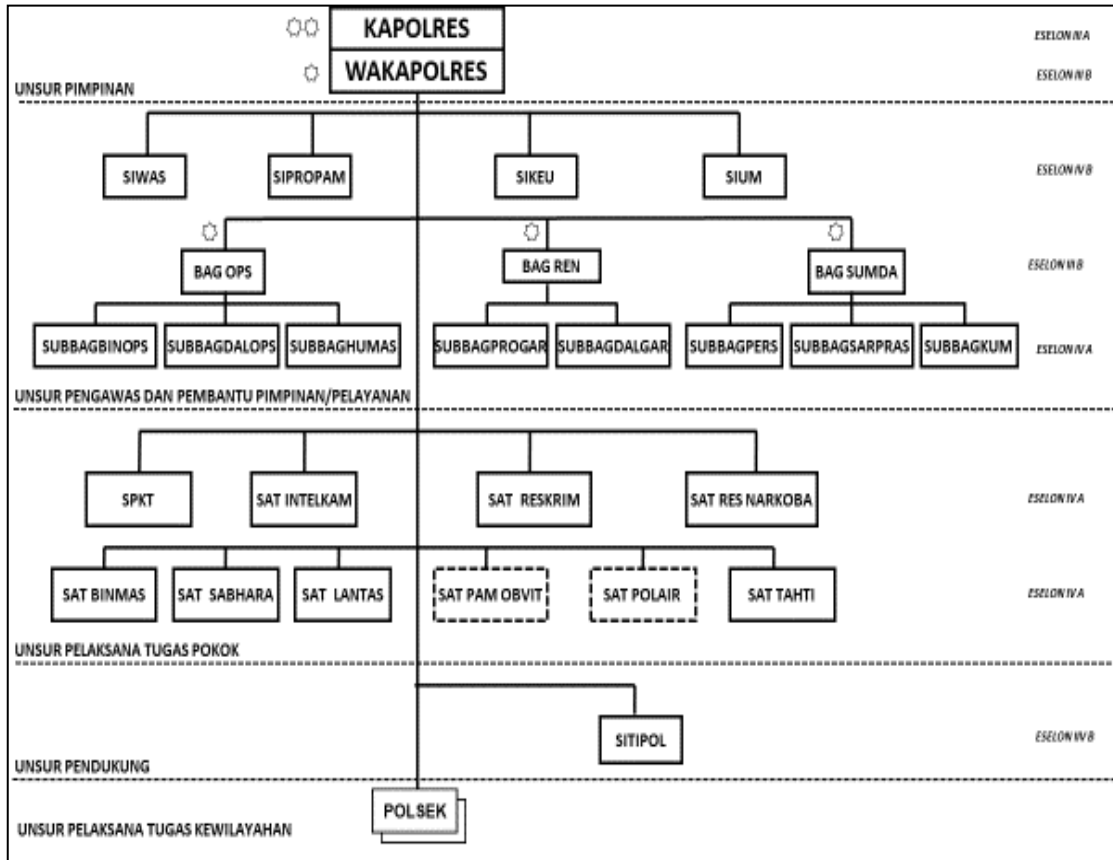 KAPOLRES
ESELON III A
WAKAPOLRES
ESELON III B
UNSUR PIMPINAN
SIWAS
SIPROPAM
SIKEU
SIUM
ESELON IV B
BAG OPS
BAG REN
BAG SUMDA
ESELON III B
SUBBAGBINOPS
SUBBAGDALOPS
SUBBAGHUMAS
SUBBAGPROGAR
SUBBAGDALGAR
SUBBAGPERS
SUBBAGSARPRAS
SUBBAGKUM
ESELON IV A
UNSUR PENGAWAS DAN PEMBANTU PIMPINAN/PELAYANAN
SPKT
SAT INTELKAM
SAT RESKRIM
SAT RES NARKOBA
ESELON IV A
SAT BINMAS
SAT SABHARA
SAT LANTAS
SAT PAM OBVIT
SAT POLAIR
SAT TAHTI
ESELON IV A
UNSUR PELAKSANA TUGAS POKOK
SITIPOL
ESELON IVV B
UNSUR PENDUKUNG
POLSEK
UNSUR PELAKSANA TUGAS KEWILAYAHAN